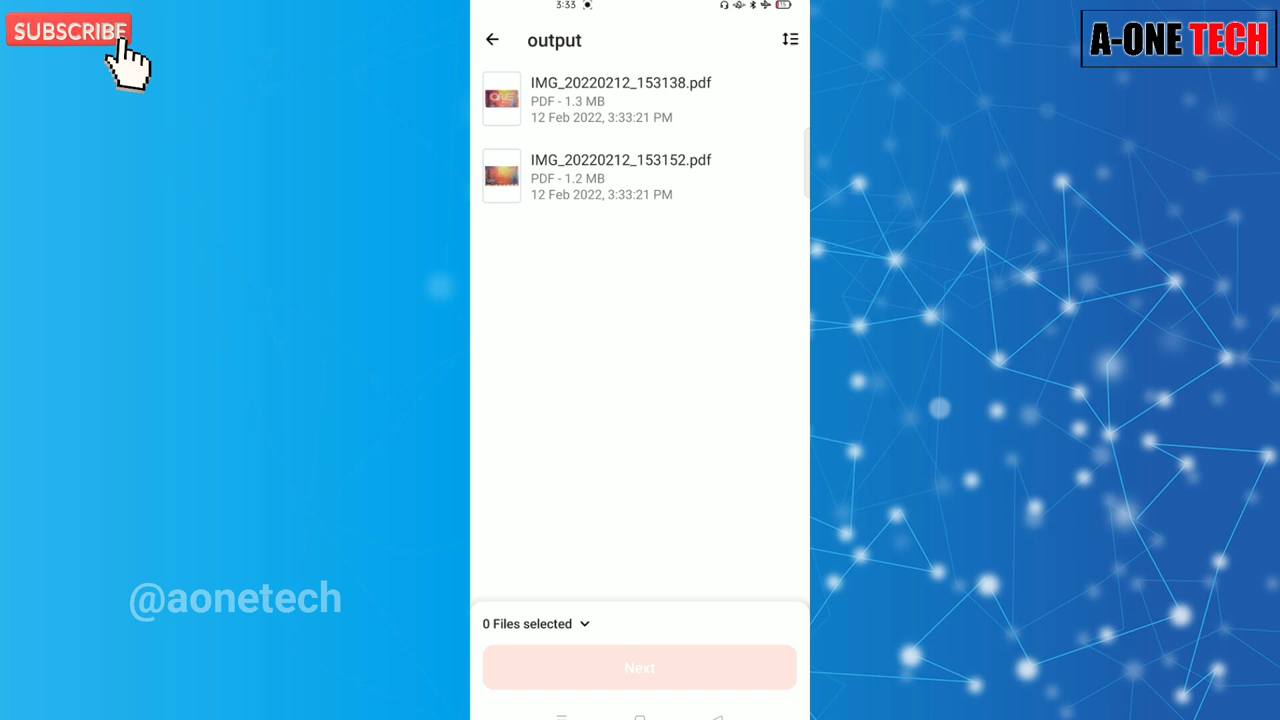 SUBSCRIBE
A-ONE TECH
3:33
output
IMG_20220212_153138.pdf
PDF - 1.3 MB
12 Feb 2022, 3:33:21 PM
IMG_20220212_153152.pdf
PDF - 1.2 MB
12 Feb 2022, 3:33:21 PM
@aonetech
0 Files selected
Next